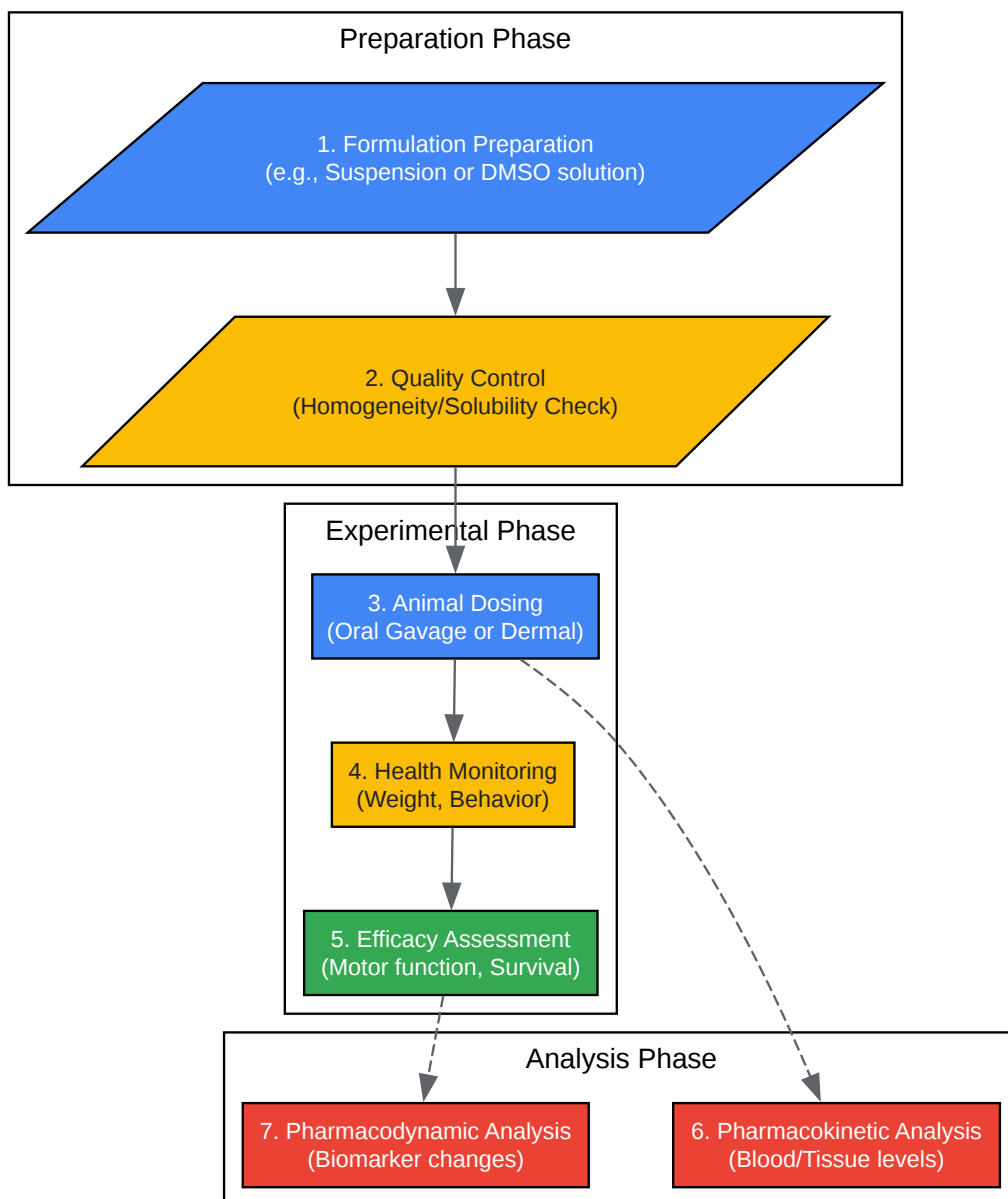 Preparation Phase
1. Formulation Preparation
(e.g., Suspension or DMSO solution)
2. Quality Control
(Homogeneity/Solubility Check)
Experimental Phase
3. Animal Dosing
(Oral Gavage or Dermal)
4. Health Monitoring
(Weight, Behavior)
5. Efficacy Assessment
(Motor function, Survival)
Analysis Phase
7. Pharmacodynamic Analysis
(Biomarker changes)
6. Pharmacokinetic Analysis
(Blood/Tissue levels)